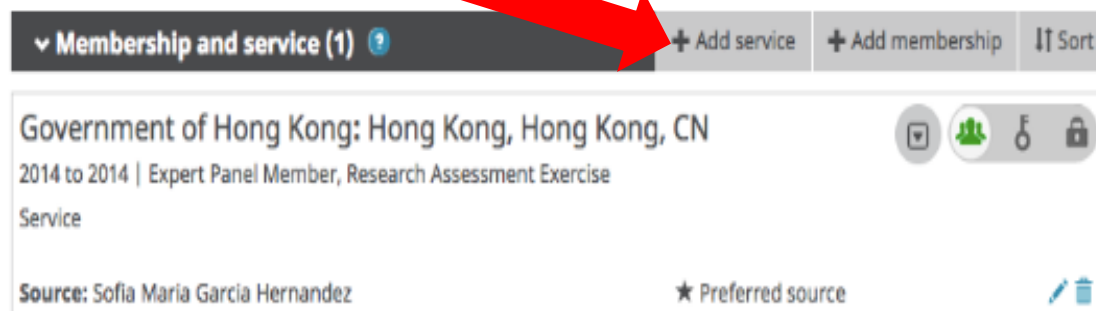 Membership and service (1) ? + Add service + Add membership Sort
Government of Hong Kong: Hong Kong, Hong Kong, CN
2014 to 2014 | Expert Panel Member, Research Assessment Exercise
Service
Source: Sofia Maria Garcia Hernandez ★ Preferred source